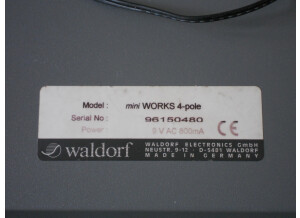 Model : mini WORKS 4-pole
Serial No : 96150480
Power : 9 V AC 800mA CE
waldorf WALDORF ELECTRONICS GmbH
NEUSTR. 9-12 · D-5401 WALDORF
MADE IN GERMANY